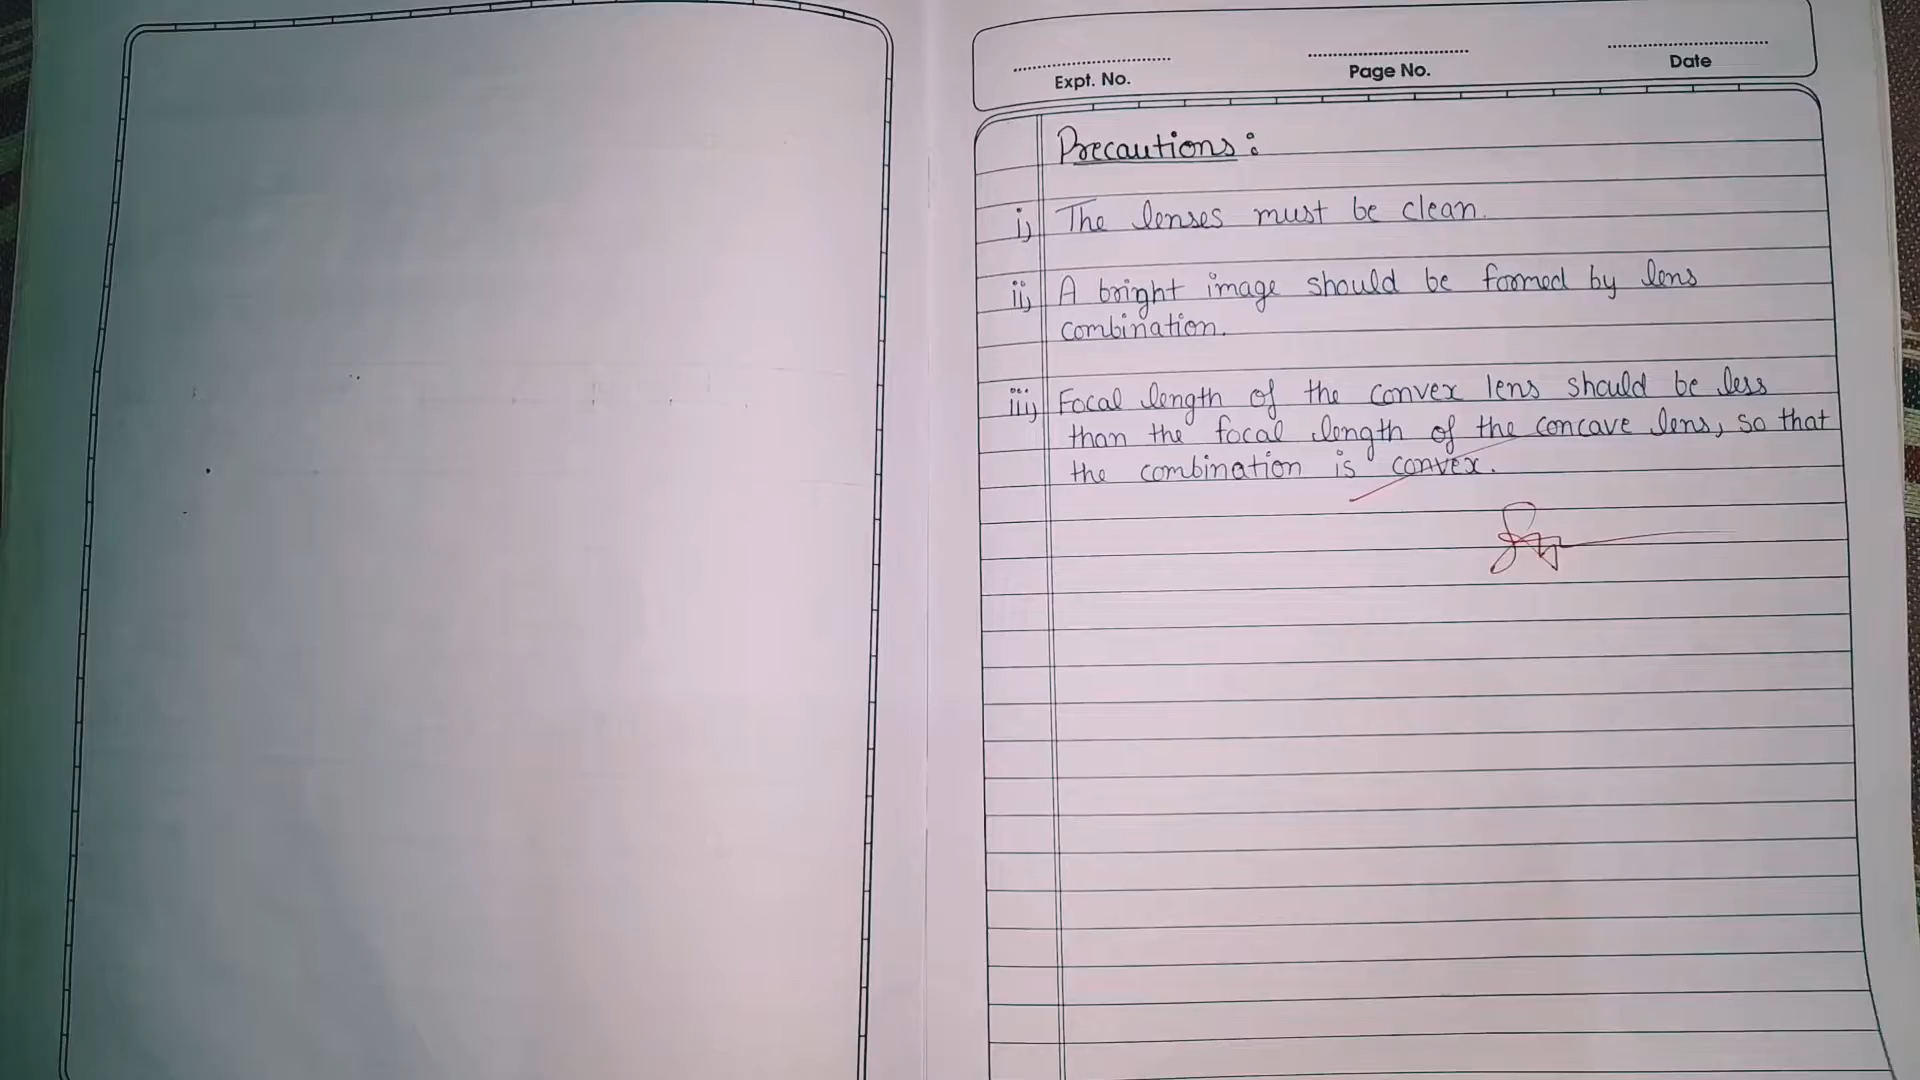 Expt. No.
Page No.
Date
Precautions :
i) The lenses must be clean.
ii) A bright image should be formed by lens
combination.
iii) Focal length of the convex lens should be less
than the focal length of the concave lens, so that
the combination is convex.